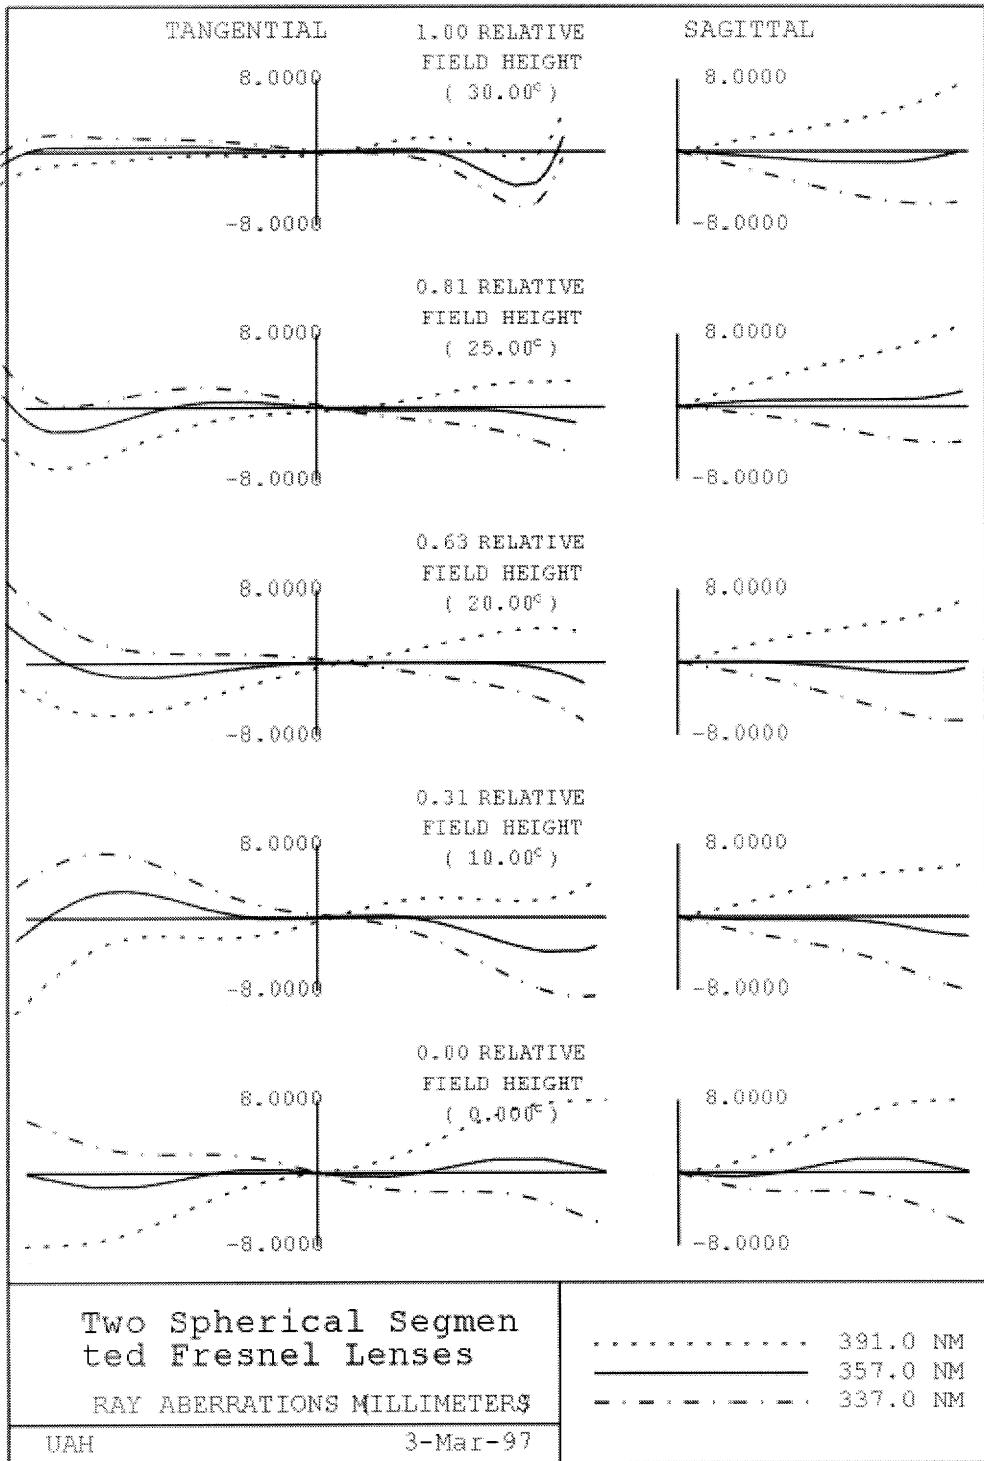 TANGENTIAL
1.00 RELATIVE
FIELD HEIGHT
( 30.00° )
SAGITTAL
8.0000
-8.0000
8.0000
-8.0000
0.81 RELATIVE
FIELD HEIGHT
( 25.00° )
8.0000
-8.0000
8.0000
-8.0000
0.63 RELATIVE
FIELD HEIGHT
( 20.00° )
8.0000
-8.0000
8.0000
-8.0000
0.31 RELATIVE
FIELD HEIGHT
( 10.00° )
8.0000
-8.0000
8.0000
-8.0000
0.00 RELATIVE
FIELD HEIGHT
( 0.000° )
8.0000
-8.0000
8.0000
-8.0000
Two Spherical Segmen
ted Fresnel Lenses
RAY ABERRATIONS (MILLIMETERS)
UAH 3-Mar-97
391.0 NM
357.0 NM
337.0 NM